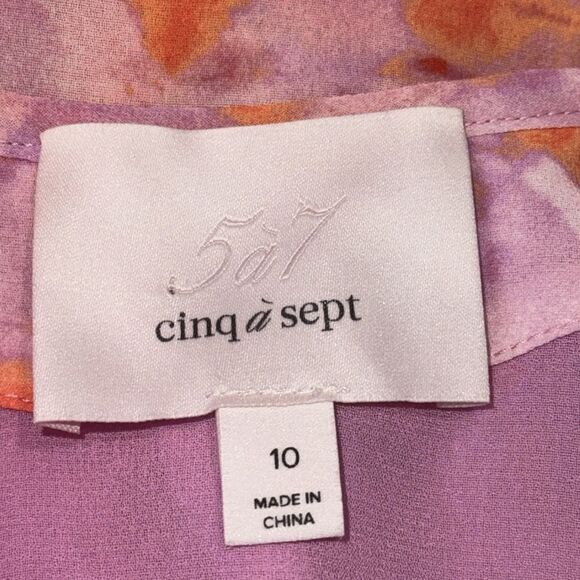 5à7
cinq à sept
10
MADE IN
CHINA